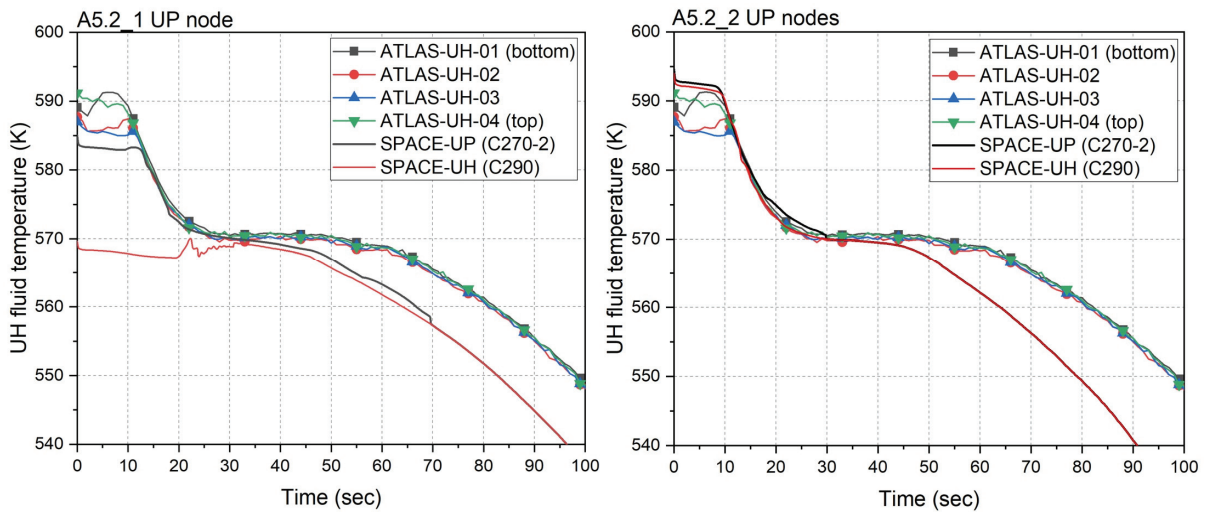 A5.2_1 UP node
600
590
580
570
560
550
540
UH fluid temperature (K)
ATLAS-UH-01 (bottom)
ATLAS-UH-02
ATLAS-UH-03
ATLAS-UH-04 (top)
SPACE-UP (C270-2)
SPACE-UH (C290)
0 10 20 30 40 50 60 70 80 90 100
Time (sec)
A5.2_2 UP nodes
600
590
580
570
560
550
540
UH fluid temperature (K)
ATLAS-UH-01 (bottom)
ATLAS-UH-02
ATLAS-UH-03
ATLAS-UH-04 (top)
SPACE-UP (C270-2)
SPACE-UH (C290)
0 10 20 30 40 50 60 70 80 90 100
Time (sec)